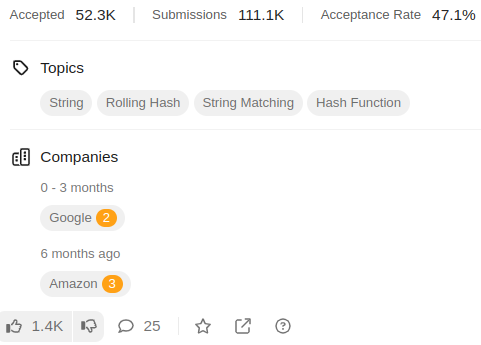 Accepted 52.3K Submissions 111.1K Acceptance Rate 47.1%
Topics
String Rolling Hash String Matching Hash Function
Companies
0 - 3 months
Google 2
6 months ago
Amazon 3
1.4K 25